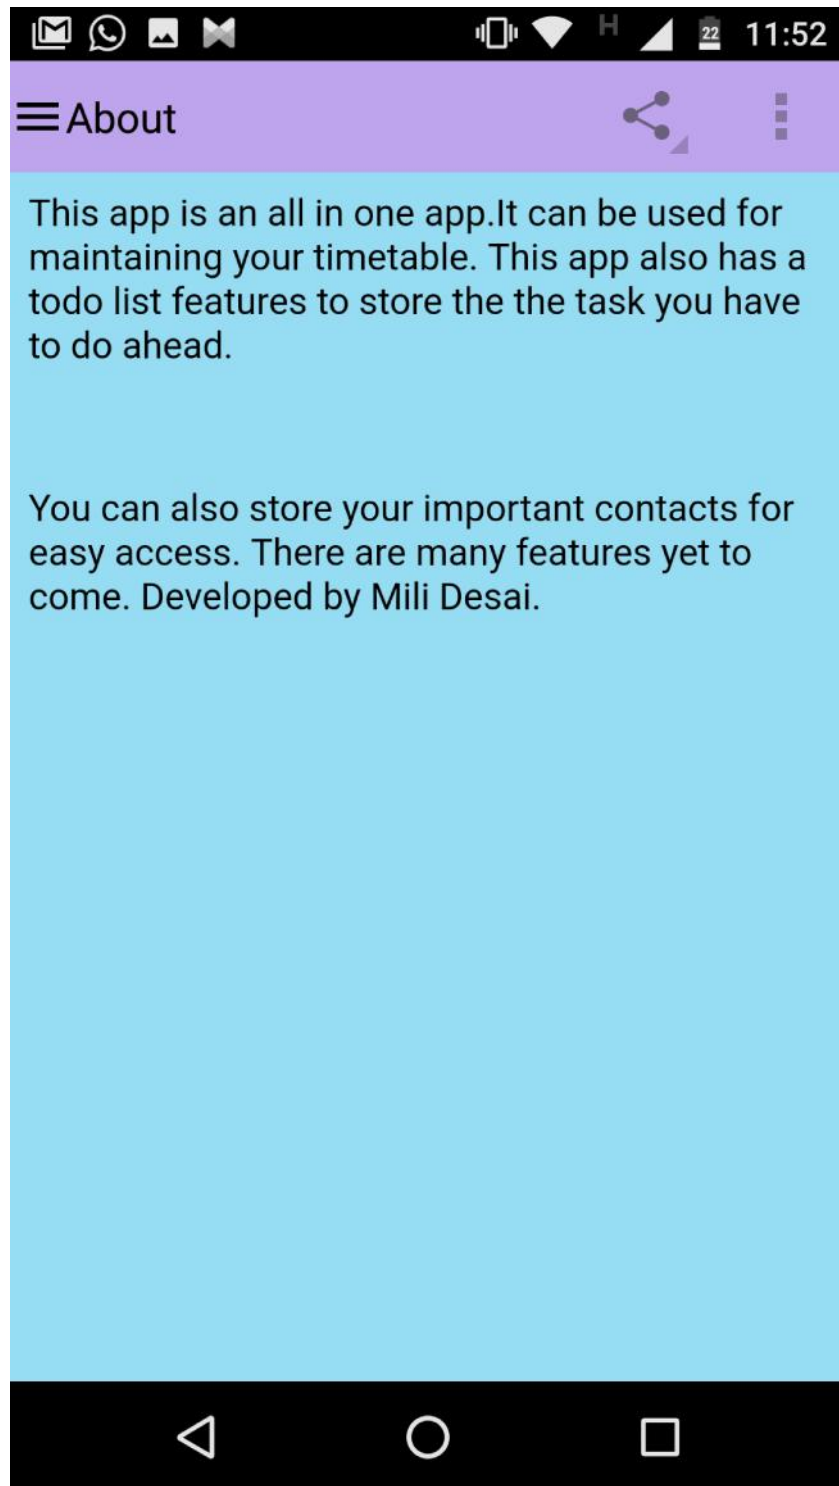 H 22 11:52
About
This app is an all in one app.It can be used for
maintaining your timetable. This app also has a
todo list features to store the the task you have
to do ahead.
You can also store your important contacts for
easy access. There are many features yet to
come. Developed by Mili Desai.